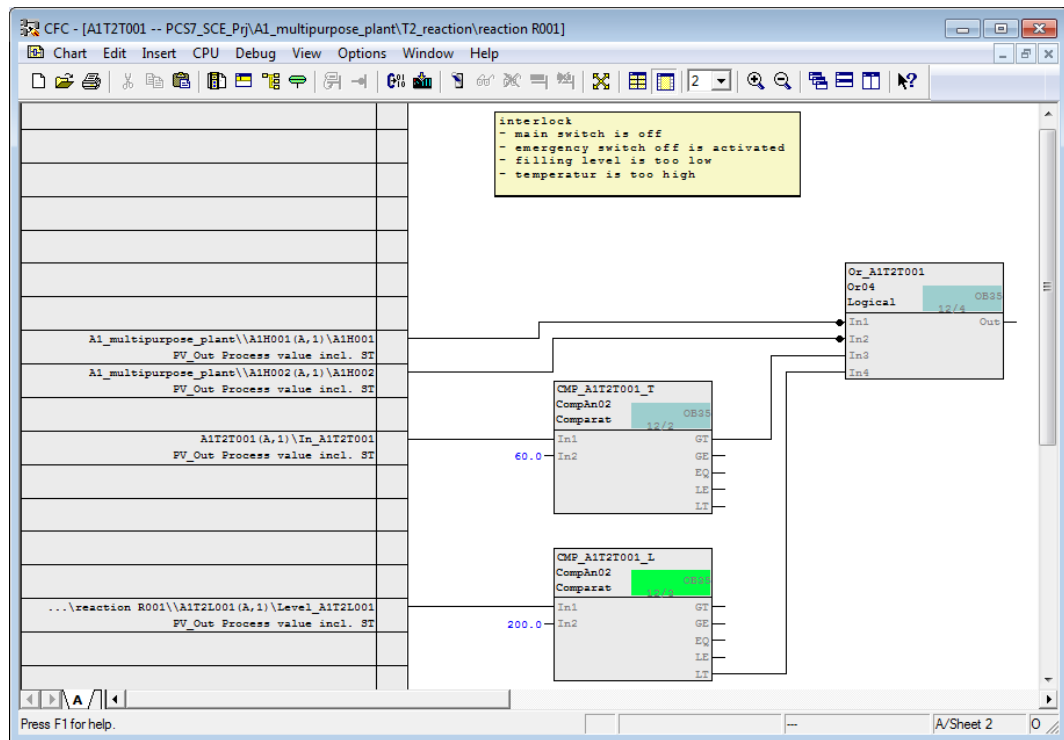 CFC - [A1T2T001 -- PCS7_SCE_Prj\A1_multipurpose_plant\T2_reaction\reaction R001]
Chart Edit Insert CPU Debug View Options Window Help
2
interlock
- main switch is off
- emergency switch off is activated
- filling level is too low
- temperatur is too high
Or_A1T2T001
Or04
OB35
Logical
12/4
In1
Out
In2
In3
In4
A1_multipurpose_plant\\A1H001(A,1)\A1H001
PV_Out Process value incl. ST
A1_multipurpose_plant\\A1H002(A,1)\A1H002
PV_Out Process value incl. ST
CMP_A1T2T001_T
CompAn02
OB35
Comparat
12/2
A1T2T001(A,1)\In_A1T2T001
PV_Out Process value incl. ST
In1
GT
60.0
In2
GE
EQ
LE
LT
CMP_A1T2T001_L
CompAn02
OB35
Comparat
12/3
...\reaction R001\\A1T2L001(A,1)\Level_A1T2L001
PV_Out Process value incl. ST
In1
GT
200.0
In2
GE
EQ
LE
LT
A
Press F1 for help.
---
A/Sheet 2
O